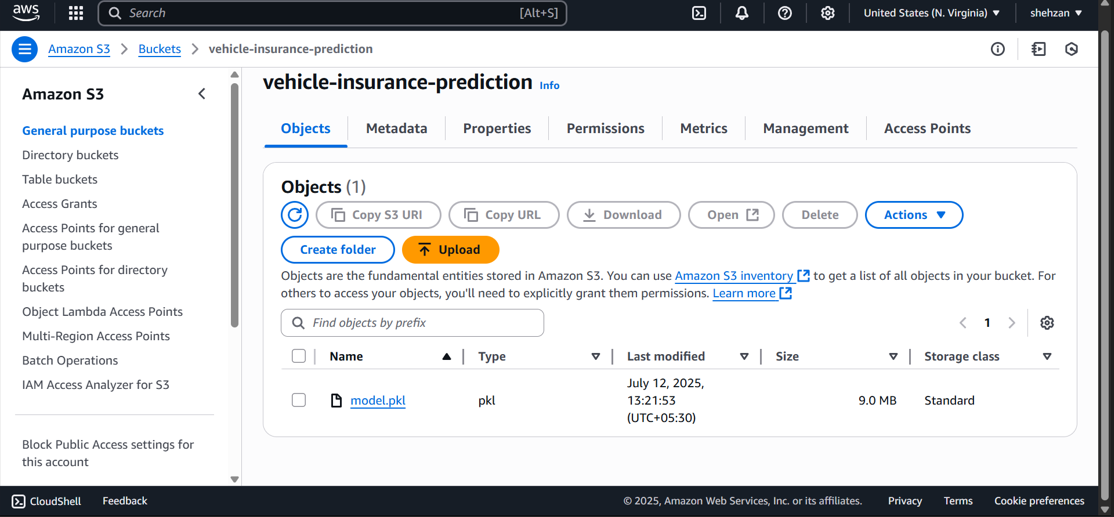 aws
Search [Alt+S]
United States (N. Virginia) ▼
shehzan ▼
Amazon S3 > Buckets > vehicle-insurance-prediction
Amazon S3
General purpose buckets
Directory buckets
Table buckets
Access Grants
Access Points for general
purpose buckets
Access Points for directory
buckets
Object Lambda Access Points
Multi-Region Access Points
Batch Operations
IAM Access Analyzer for S3
Block Public Access settings for
this account
vehicle-insurance-prediction Info
Objects Metadata Properties Permissions Metrics Management Access Points
Objects (1)
Copy S3 URI Copy URL Download Open Delete Actions ▼
Create folder Upload
Objects are the fundamental entities stored in Amazon S3. You can use Amazon S3 inventory to get a list of all objects in your bucket. For
others to access your objects, you'll need to explicitly grant them permissions. Learn more
Find objects by prefix
1
Name Type Last modified Size Storage class
model.pkl pkl July 12, 2025, 13:21:53 (UTC+05:30) 9.0 MB Standard
CloudShell Feedback © 2025, Amazon Web Services, Inc. or its affiliates. Privacy Terms Cookie preferences